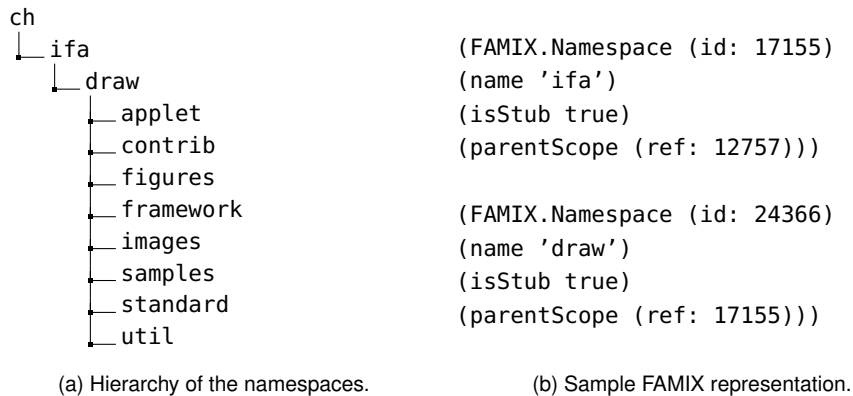 ch
ifa
draw
applet
contrib
figures
framework
images
samples
standard
util
(a) Hierarchy of the namespaces.
(FAMIX.Namespace (id: 17155)
(name ’ifa’)
(isStub true)
(parentScope (ref: 12757)))
(FAMIX.Namespace (id: 24366)
(name ’draw’)
(isStub true)
(parentScope (ref: 17155)))
(b) Sample FAMIX representation.